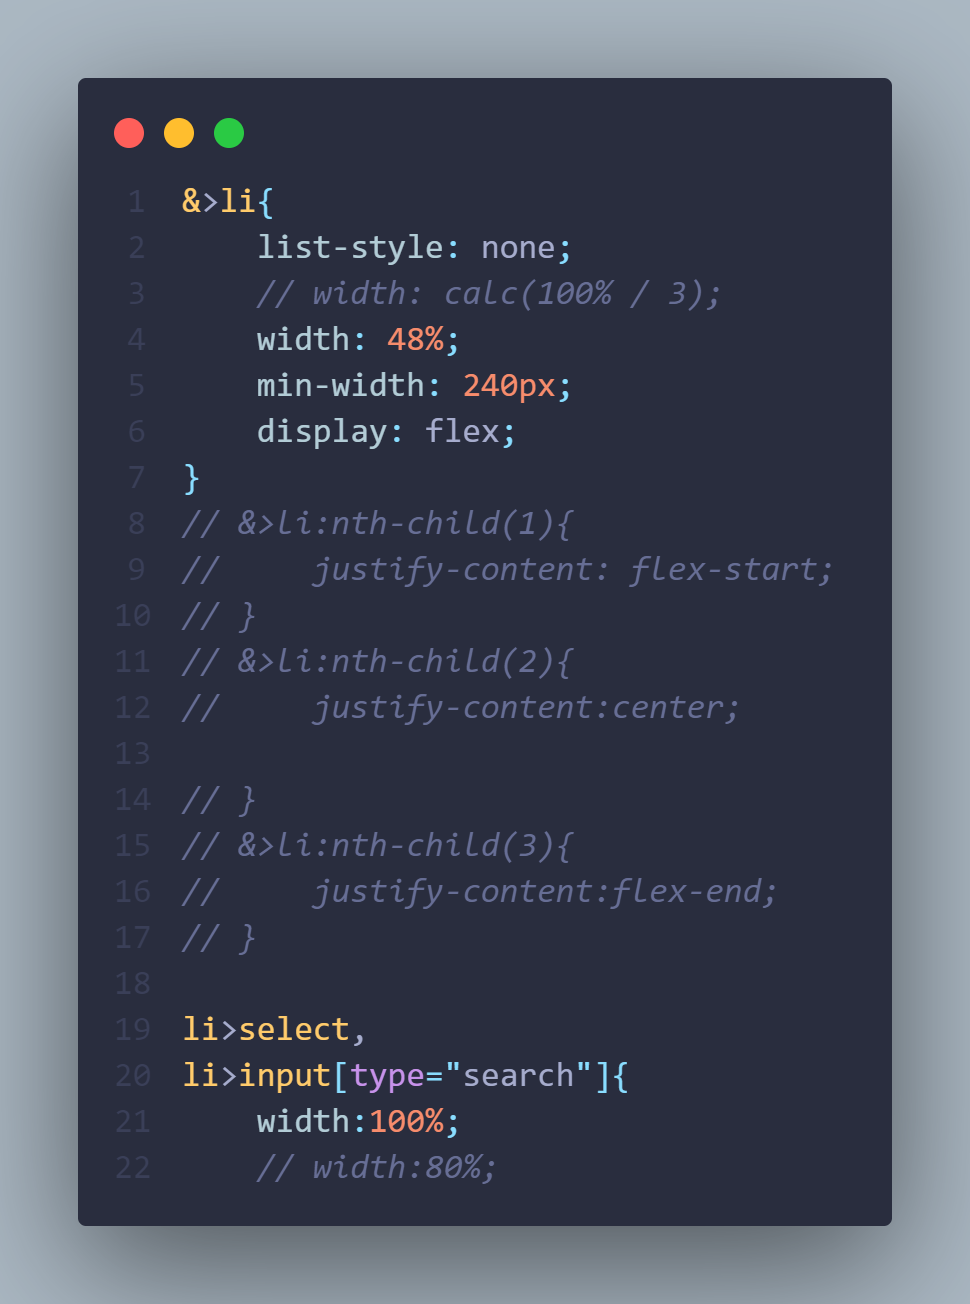 1 &>li{
2     list-style: none;
3     // width: calc(100% / 3);
4     width: 48%;
5     min-width: 240px;
6     display: flex;
7 }
8 // &>li:nth-child(1){
9 //     justify-content: flex-start;
10 // }
11 // &>li:nth-child(2){
12 //     justify-content:center;
13
14 // }
15 // &>li:nth-child(3){
16 //     justify-content:flex-end;
17 // }
18
19 li>select,
20 li>input[type="search"]{
21     width:100%;
22     // width:80%;